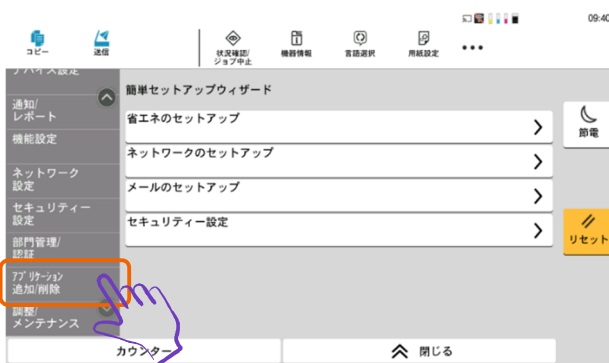 09:40
コピー
送信
状況確認/
ジョブ中止
機器情報
言語選択
用紙設定
デバイス設定
通知/
レポート
機能設定
ネットワーク
設定
セキュリティー
設定
部門管理/
認証
アプリケーション
追加/削除
調整/
メンテナンス
簡単セットアップウィザード
省エネのセットアップ
ネットワークのセットアップ
メールのセットアップ
セキュリティー設定
節電
リセット
カウンター
閉じる